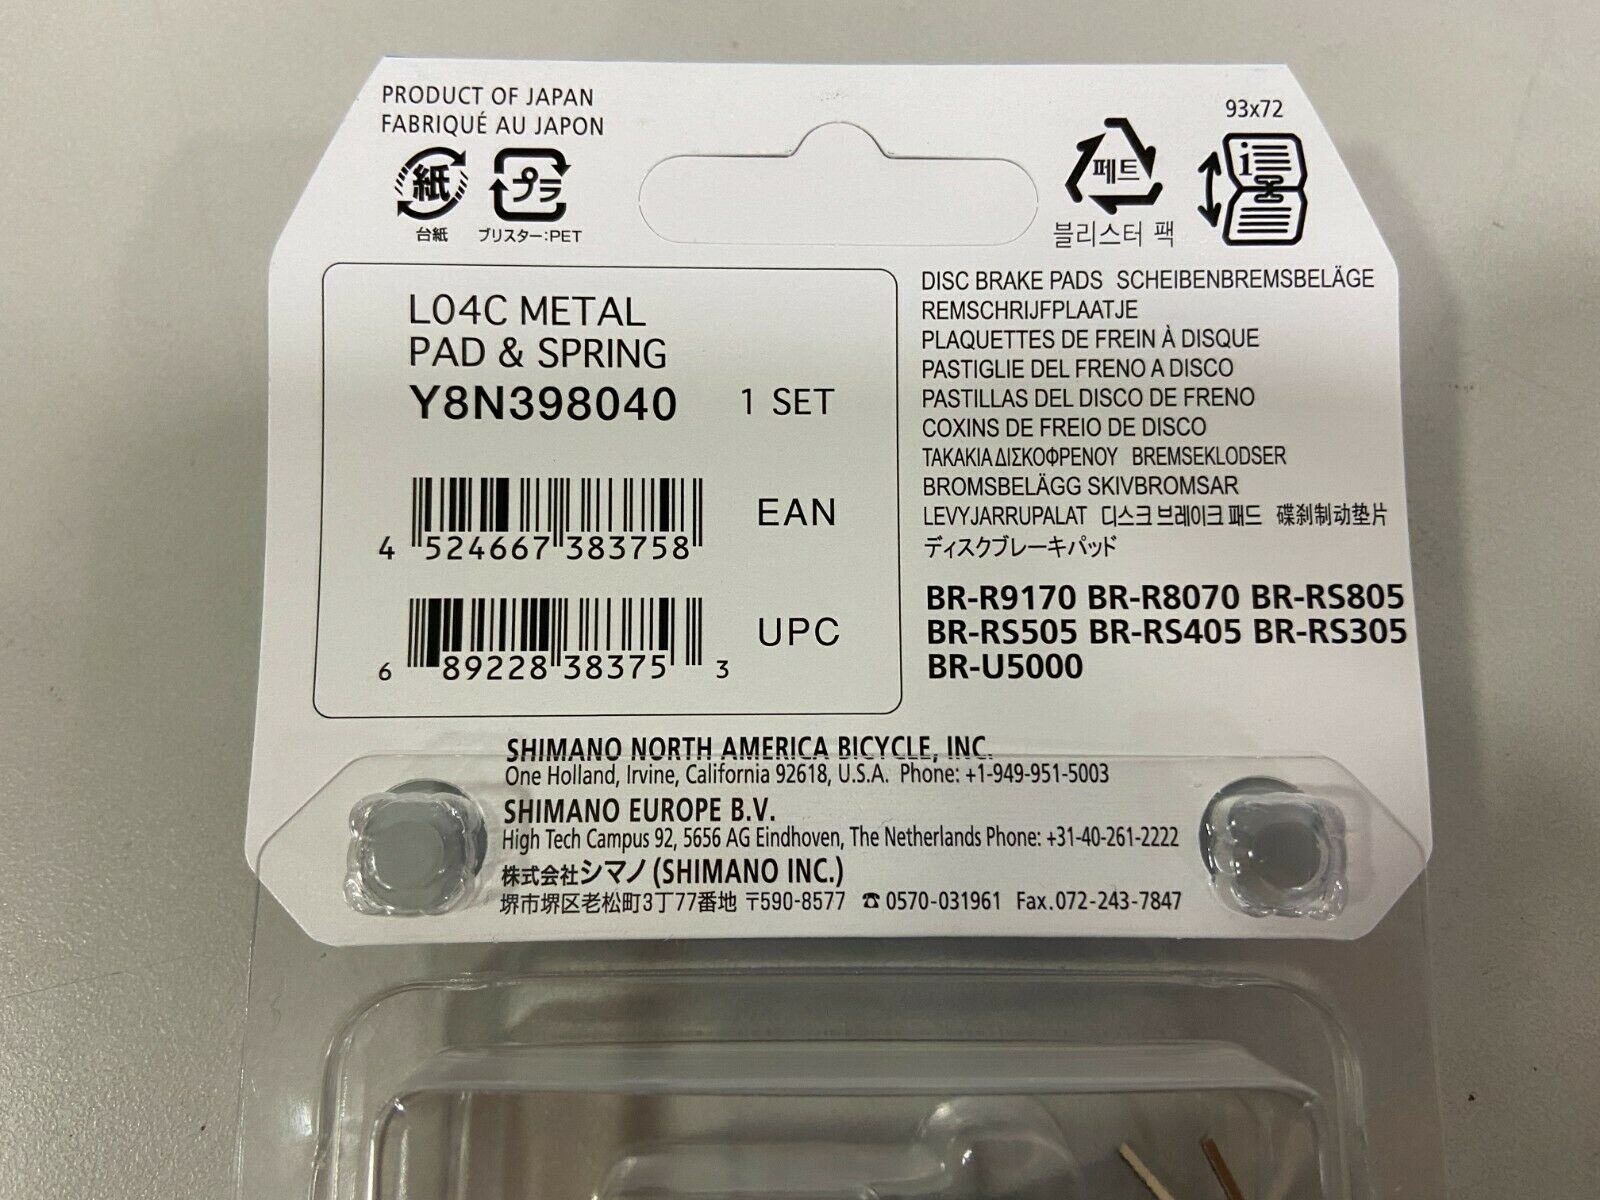 PRODUCT OF JAPAN
FABRIQUÉ AU JAPON
紙
プラ
台紙
ブリスター:PET
페트
블리스터 팩
93x72
i
L04C METAL
PAD & SPRING
Y8N398040 1 SET
4 524667 383758 EAN
6 89228 38375 3 UPC
DISC BRAKE PADS SCHEIBENBREMSBELÄGE
REMSCHRIJFPLAATJE
PLAQUETTES DE FREIN À DISQUE
PASTIGLIE DEL FRENO A DISCO
PASTILLAS DEL DISCO DE FRENO
COXINS DE FREIO DE DISCO
ΤΑΚΑΚΙΑ ΔΙΣΚΟΦΡΕΝΟΥ BREMSEKLODSER
BROMSBELÄGG SKIVBROMSAR
LEVYJARRUPALAT 디스크 브레이크 패드 碟刹制动垫片
ディスクブレーキパッド
BR-R9170 BR-R8070 BR-RS805
BR-RS505 BR-RS405 BR-RS305
BR-U5000
SHIMANO NORTH AMERICA BICYCLE, INC.
One Holland, Irvine, California 92618, U.S.A. Phone: +1-949-951-5003
SHIMANO EUROPE B.V.
High Tech Campus 92, 5656 AG Eindhoven, The Netherlands Phone: +31-40-261-2222
株式会社シマノ (SHIMANO INC.)
堺市堺区老松町3丁77番地 〒590-8577 ☎0570-031961 Fax.072-243-7847